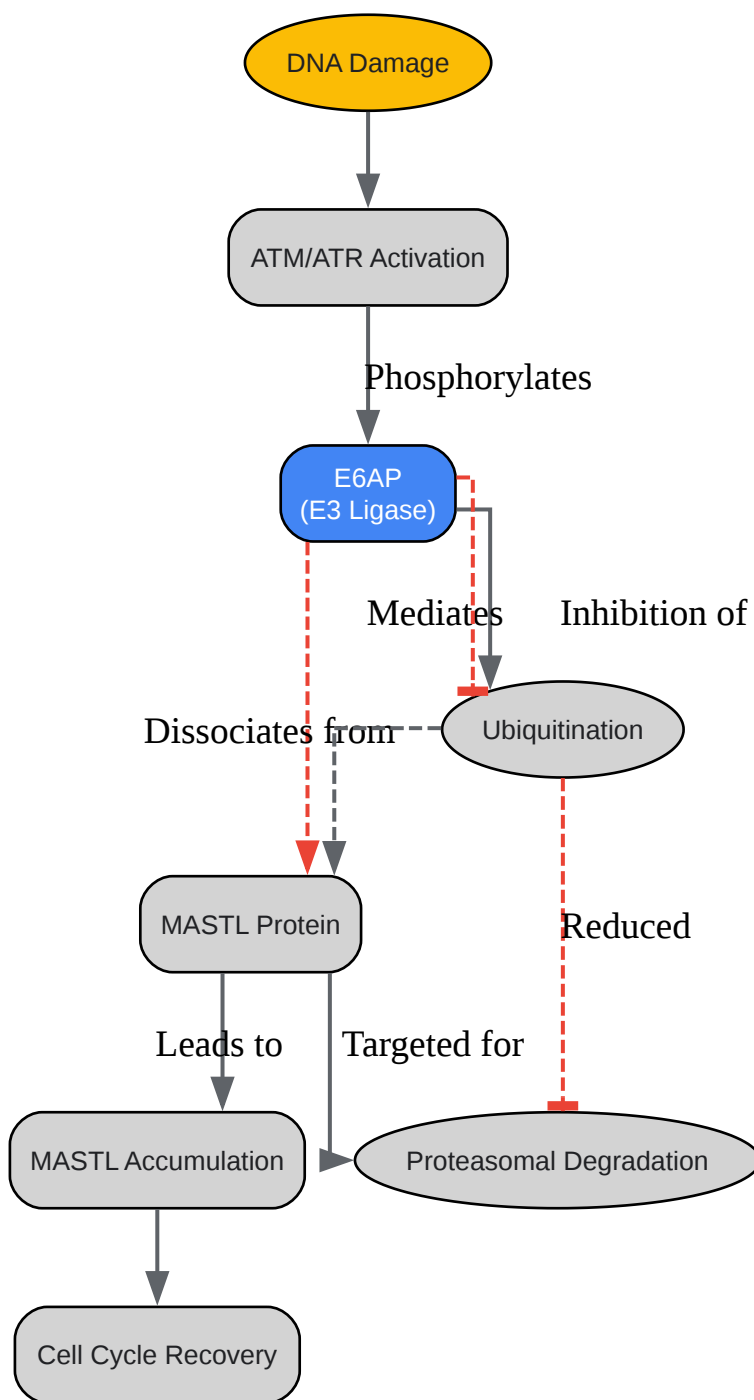 DNA Damage
ATM/ATR Activation
Phosphorylates
E6AP
(E3 Ligase)
Mediates
Inhibition of
Dissociates from
Ubiquitination
MASTL Protein
Reduced
Leads to
Targeted for
MASTL Accumulation
Proteasomal Degradation
Cell Cycle Recovery